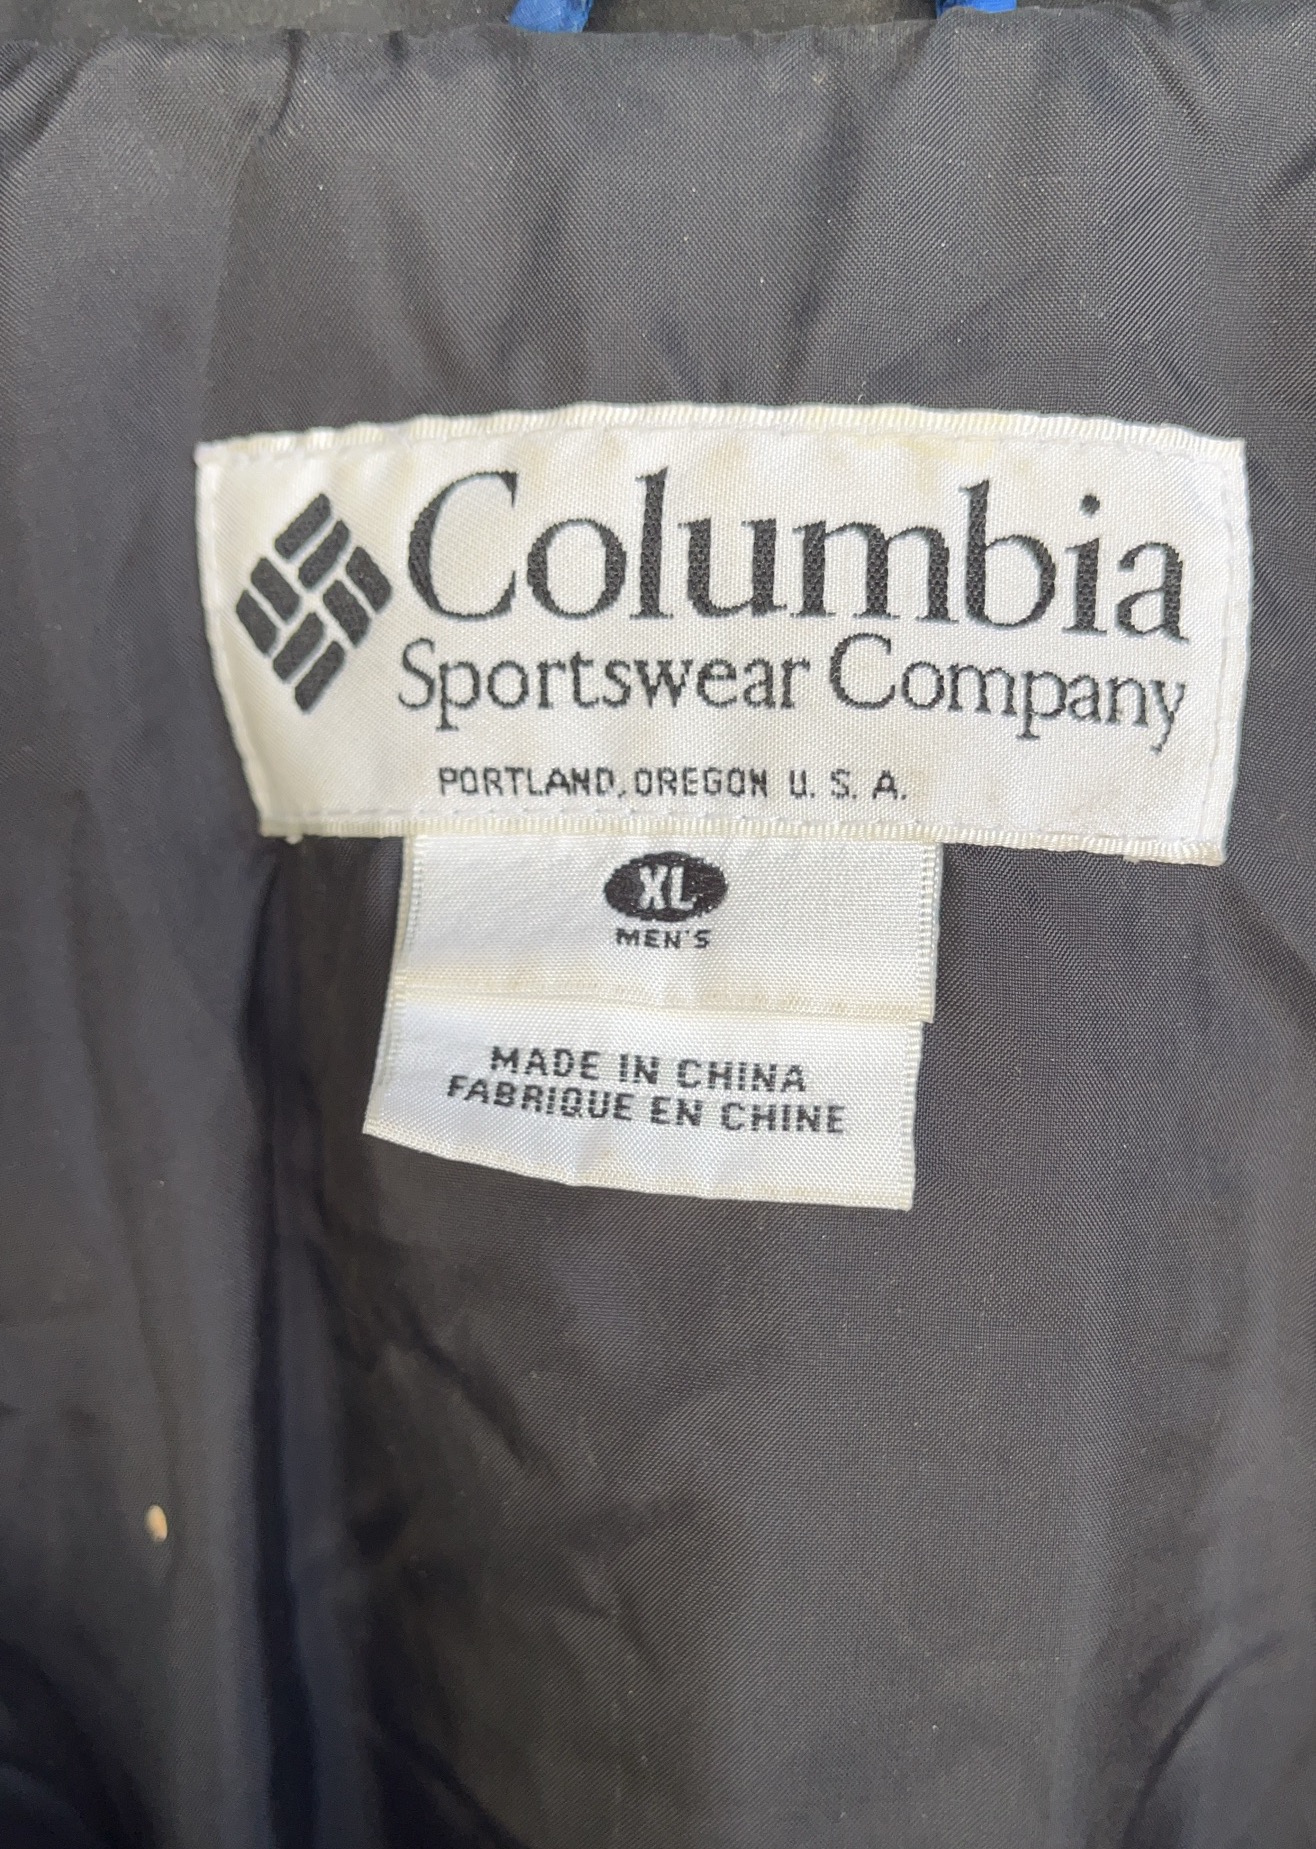 Columbia
Sportswear Company
PORTLAND, OREGON U. S. A.
XL
MEN'S
MADE IN CHINA
FABRIQUE EN CHINE